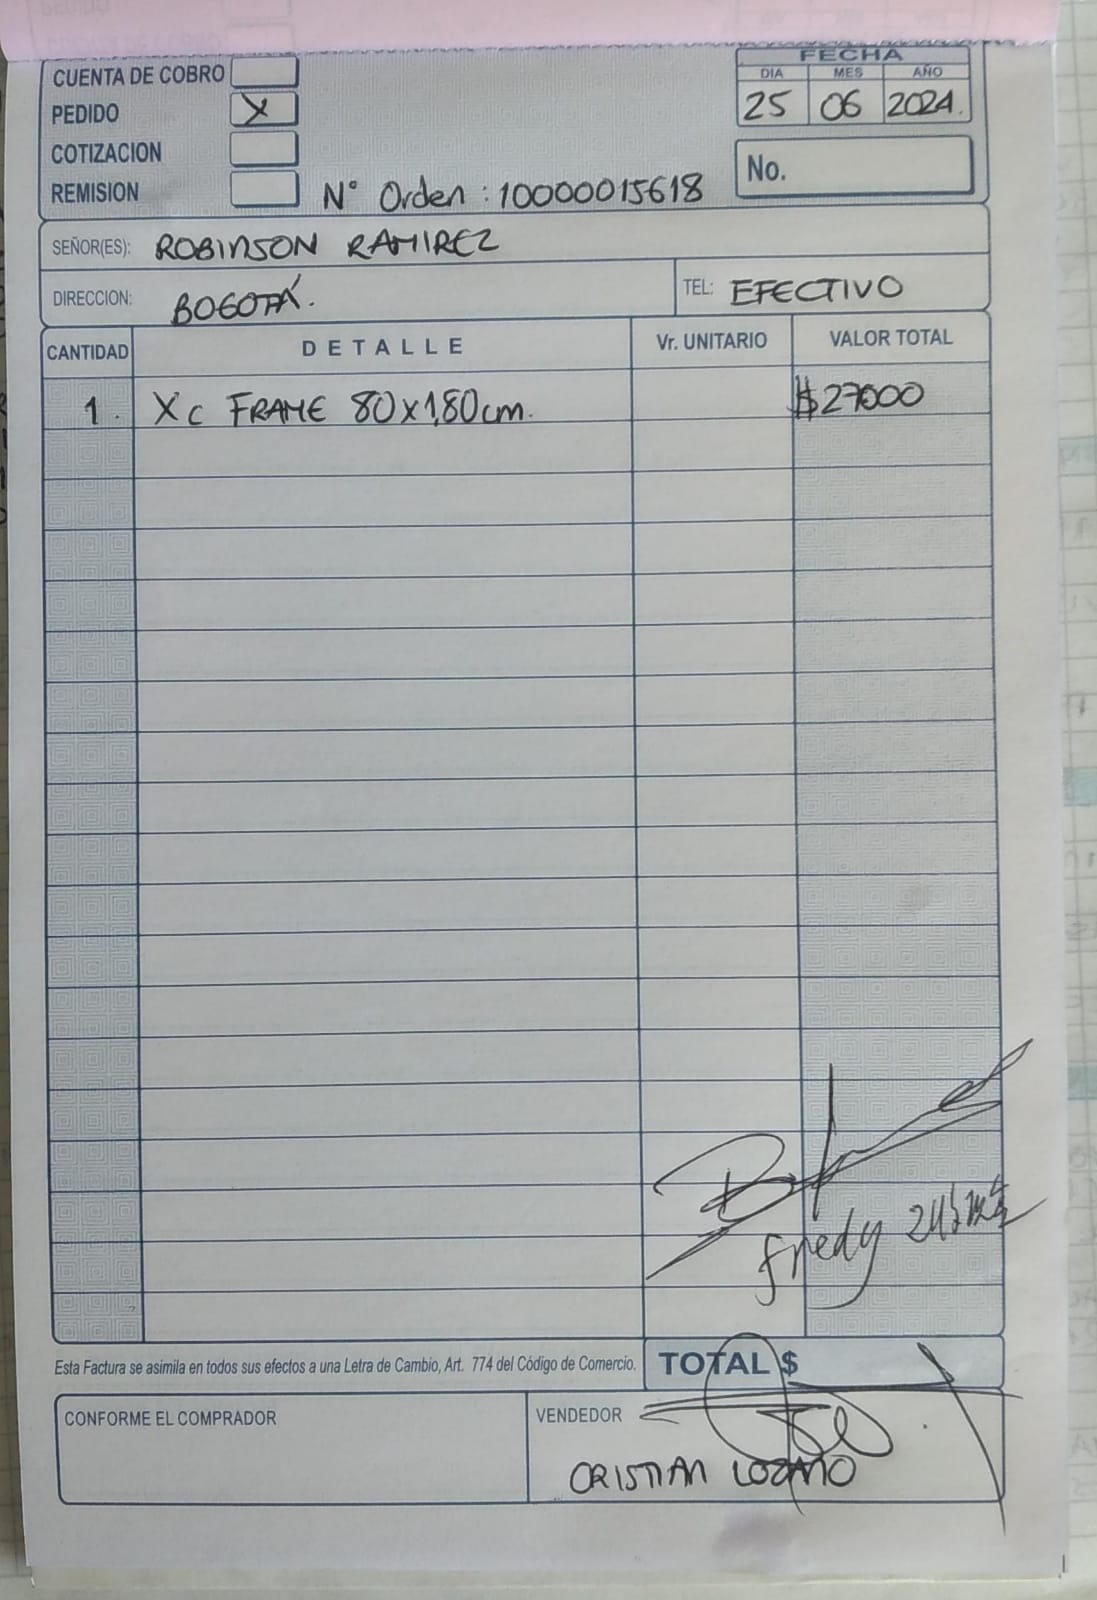 CUENTA DE COBRO
PEDIDO X
COTIZACION
REMISION
FECHA
DIA MES AÑO
25 06 2024.
No.
N° Orden : 10000015618
SEÑOR(ES): ROBINSON RAMIREZ
DIRECCION: BOGOTÁ.
TEL: EFECTIVO
CANTIDAD DETALLE Vr. UNITARIO VALOR TOTAL
1. Xc FRAME 80x1,80cm. $27000
Fredy
Esta Factura se asimila en todos sus efectos a una Letra de Cambio, Art. 774 del Código de Comercio.
TOTAL $
CONFORME EL COMPRADOR
VENDEDOR
CRISTIAN LOZANO